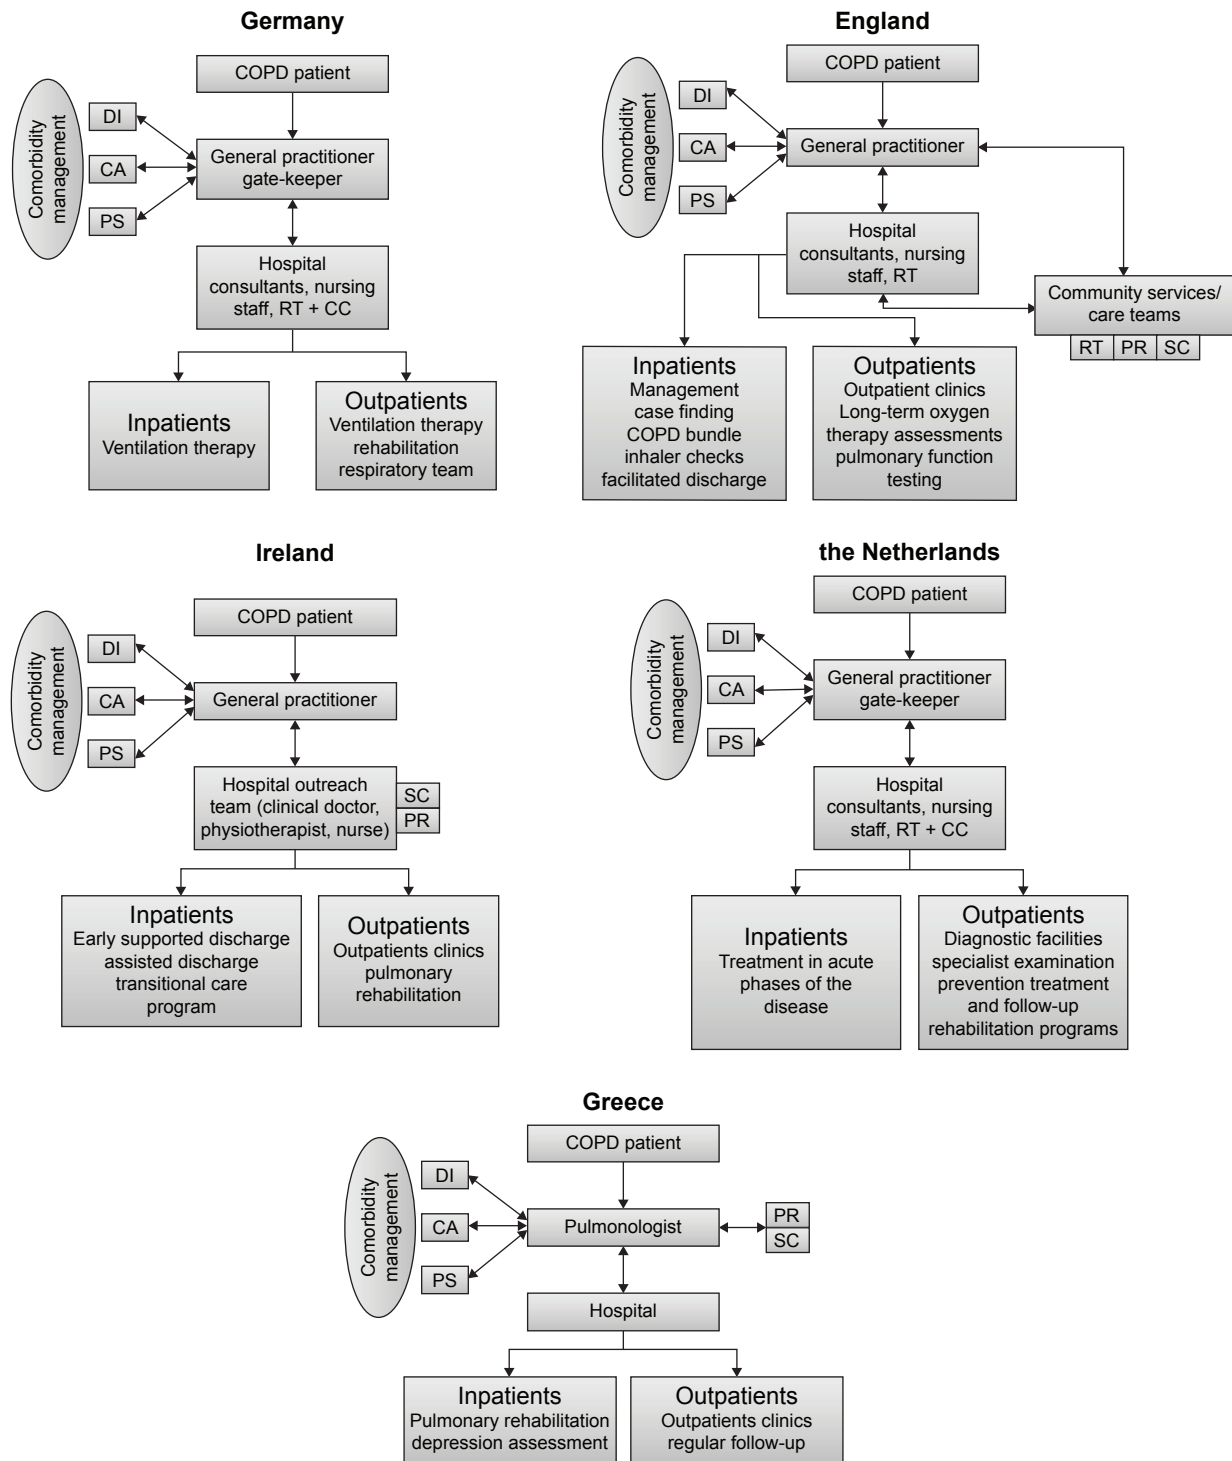 Germany
COPD patient
Comorbidity
management
DI
CA
PS
General practitioner
gate-keeper
Hospital
consultants, nursing
staff, RT + CC
Inpatients
Ventilation therapy
Outpatients
Ventilation therapy
rehabilitation
respiratory team
England
COPD patient
Comorbidity
management
DI
CA
PS
General practitioner
Hospital
consultants, nursing
staff, RT
Community services/
care teams
RT PR SC
Inpatients
Management
case finding
COPD bundle
inhaler checks
facilitated discharge
Outpatients
Outpatient clinics
Long-term oxygen
therapy assessments
pulmonary function
testing
Ireland
COPD patient
Comorbidity
management
DI
CA
PS
General practitioner
Hospital outreach
team (clinical doctor,
physiotherapist, nurse)
SC
PR
Inpatients
Early supported discharge
assisted discharge
transitional care
program
Outpatients
Outpatients clinics
pulmonary
rehabilitation
the Netherlands
COPD patient
Comorbidity
management
DI
CA
PS
General practitioner
gate-keeper
Hospital
consultants, nursing
staff, RT + CC
Inpatients
Treatment in acute
phases of the
disease
Outpatients
Diagnostic facilities
specialist examination
prevention treatment
and follow-up
rehabilitation programs
Greece
COPD patient
Comorbidity
management
DI
CA
PS
Pulmonologist
PR
SC
Hospital
Inpatients
Pulmonary rehabilitation
depression assessment
Outpatients
Outpatients clinics
regular follow-up